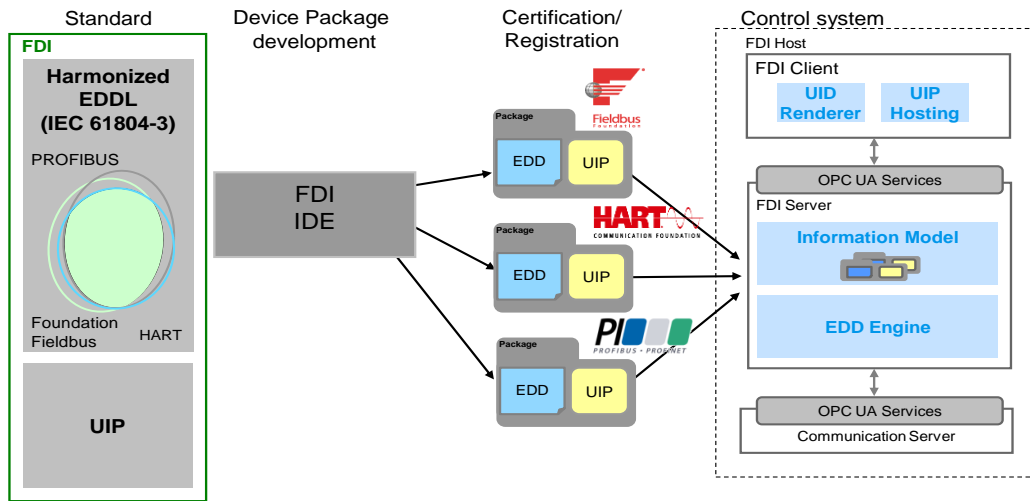 Standard
FDI
Harmonized
EDDL
(IEC 61804-3)
PROFIBUS
Foundation
Fieldbus
HART
UIP
Device Package
development
FDI
IDE
Certification/
Registration
Fieldbus
Foundation
Package
EDD
UIP
HART
COMMUNICATION FOUNDATION
Package
EDD
UIP
PI
PROFIBUS • PROFINET
Package
EDD
UIP
Control system
FDI Host
FDI Client
UID
Renderer
UIP
Hosting
OPC UA Services
FDI Server
Information Model
EDD Engine
OPC UA Services
Communication Server